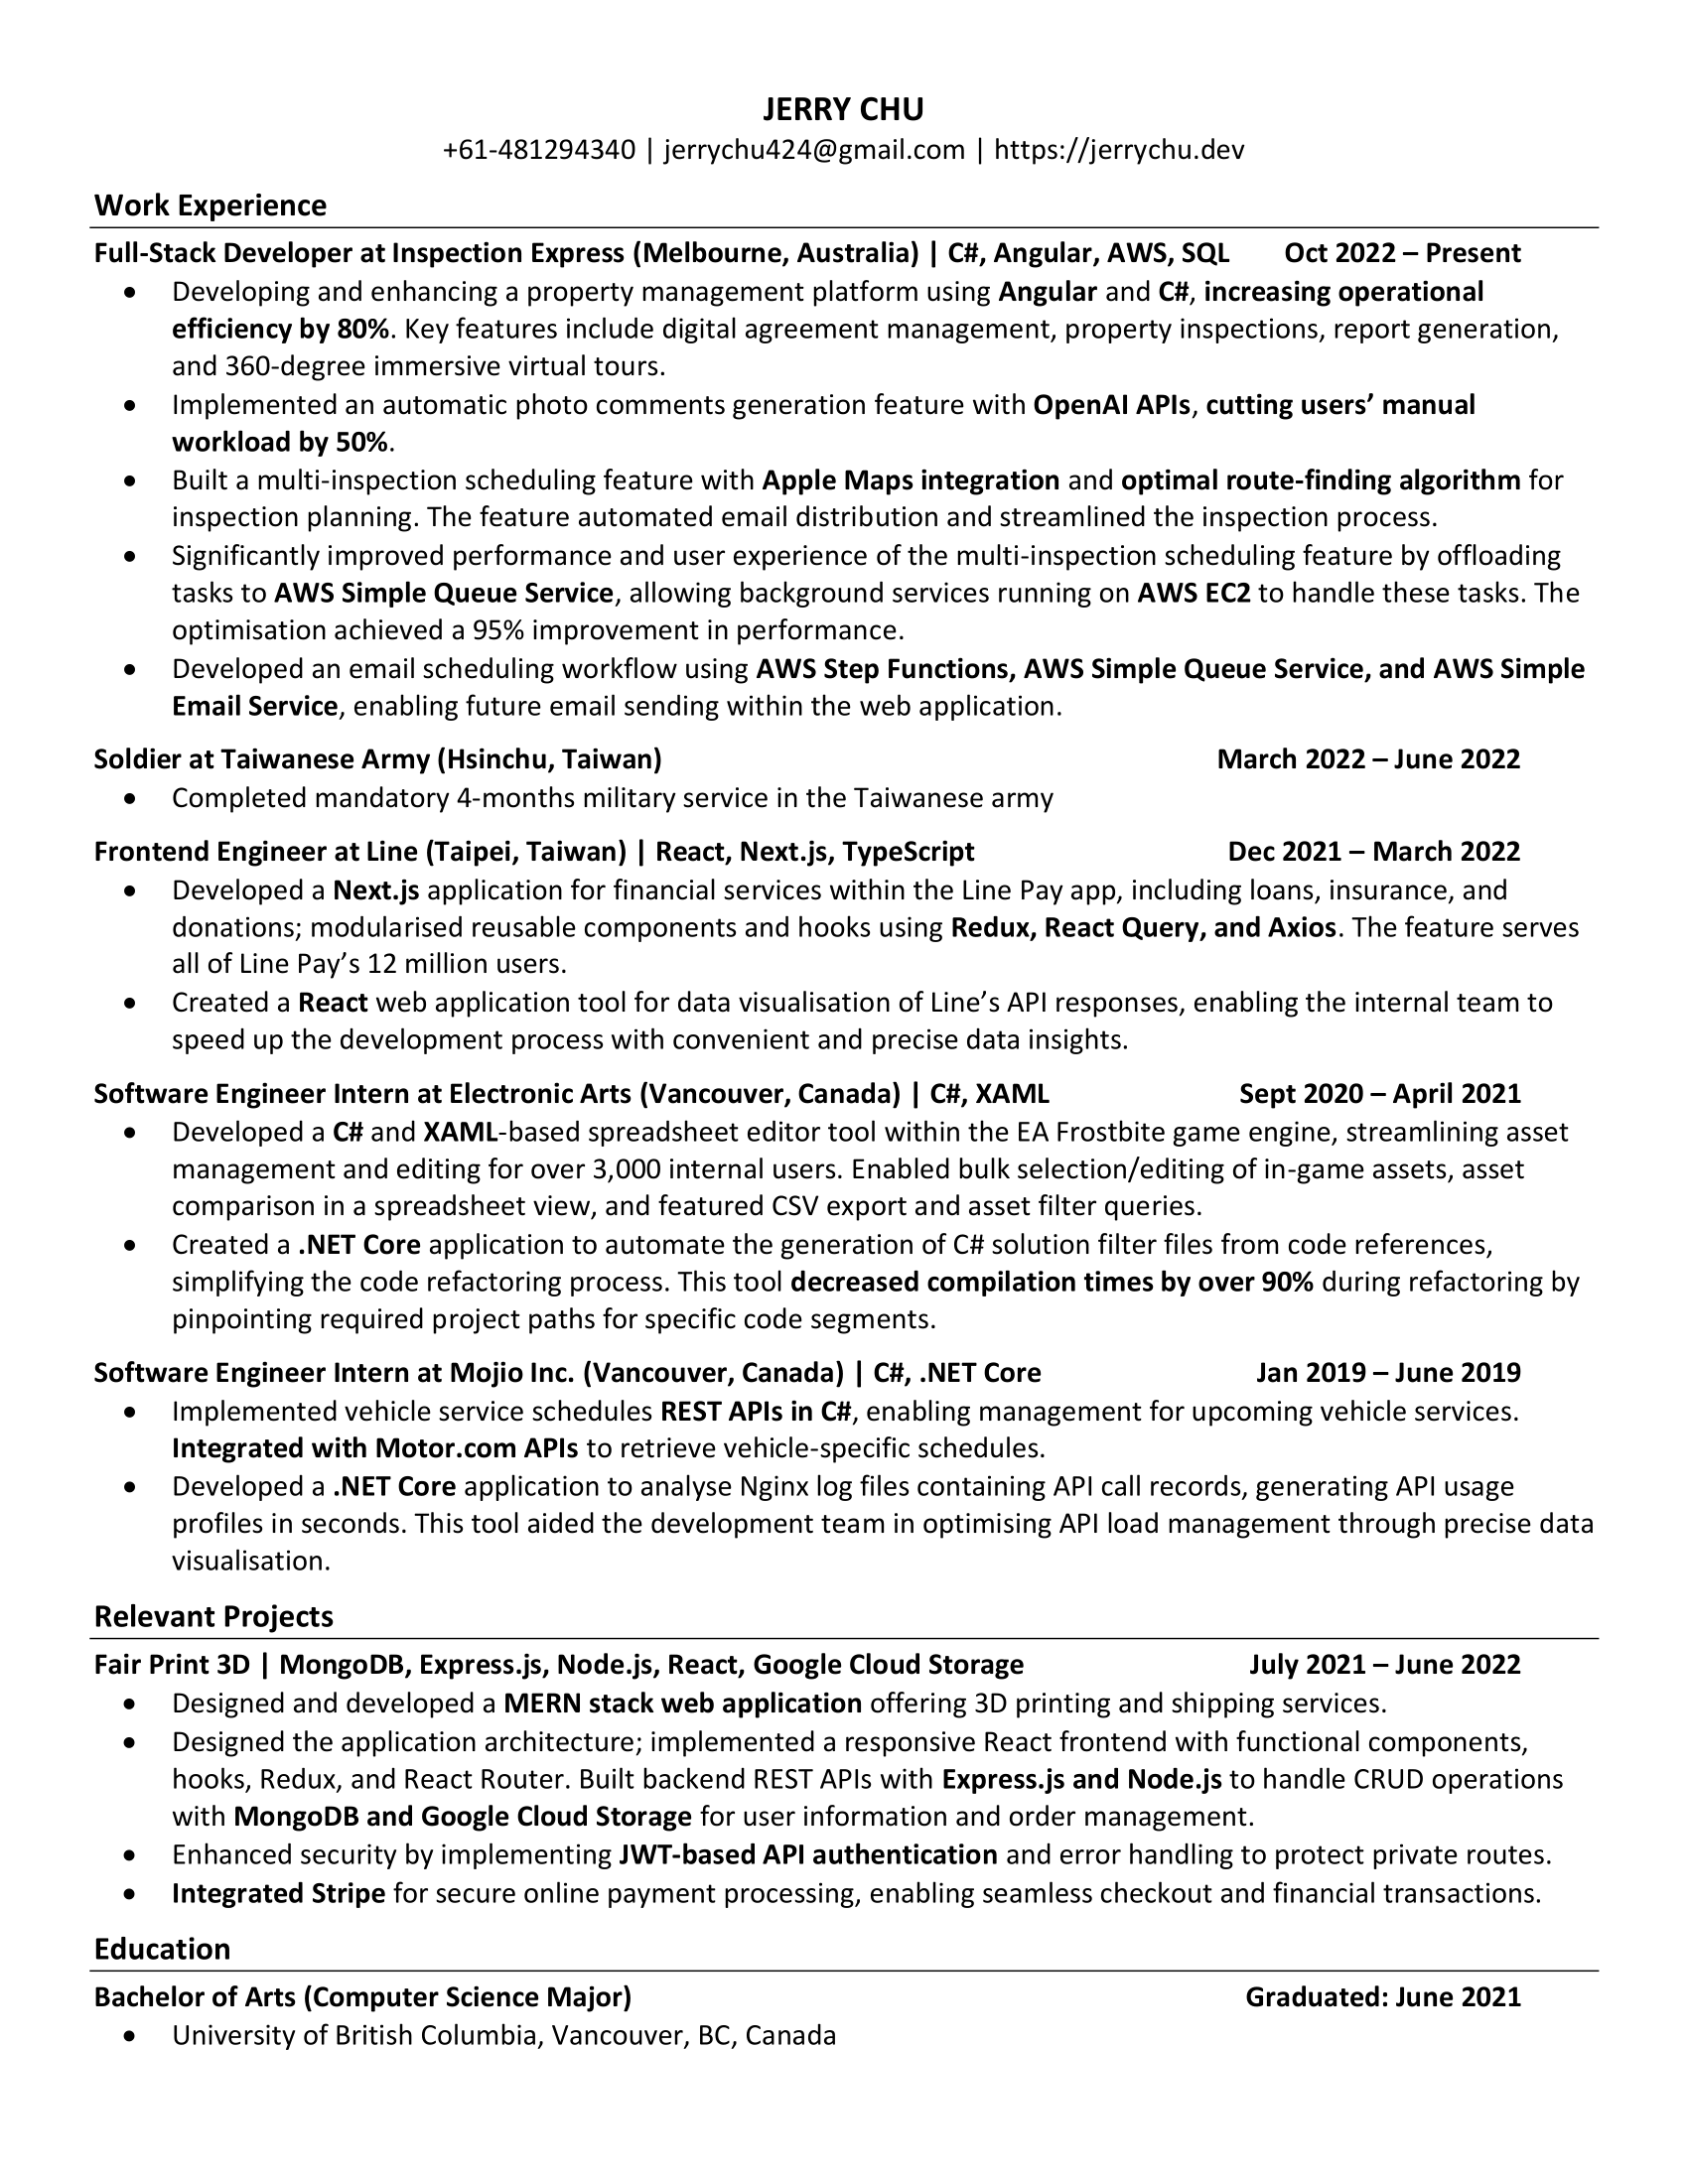 JERRY CHU
+61-481294340 | jerrychu424@gmail.com | https://jerrychu.dev
Work Experience
Full-Stack Developer at Inspection Express (Melbourne, Australia) | C#, Angular, AWS, SQL Oct 2022 – Present
• Developing and enhancing a property management platform using Angular and C#, increasing operational
efficiency by 80%. Key features include digital agreement management, property inspections, report generation,
and 360-degree immersive virtual tours.
• Implemented an automatic photo comments generation feature with OpenAI APIs, cutting users’ manual
workload by 50%.
• Built a multi-inspection scheduling feature with Apple Maps integration and optimal route-finding algorithm for
inspection planning. The feature automated email distribution and streamlined the inspection process.
• Significantly improved performance and user experience of the multi-inspection scheduling feature by offloading
tasks to AWS Simple Queue Service, allowing background services running on AWS EC2 to handle these tasks. The
optimisation achieved a 95% improvement in performance.
• Developed an email scheduling workflow using AWS Step Functions, AWS Simple Queue Service, and AWS Simple
Email Service, enabling future email sending within the web application.
Soldier at Taiwanese Army (Hsinchu, Taiwan) March 2022 – June 2022
• Completed mandatory 4-months military service in the Taiwanese army
Frontend Engineer at Line (Taipei, Taiwan) | React, Next.js, TypeScript Dec 2021 – March 2022
• Developed a Next.js application for financial services within the Line Pay app, including loans, insurance, and
donations; modularised reusable components and hooks using Redux, React Query, and Axios. The feature serves
all of Line Pay’s 12 million users.
• Created a React web application tool for data visualisation of Line’s API responses, enabling the internal team to
speed up the development process with convenient and precise data insights.
Software Engineer Intern at Electronic Arts (Vancouver, Canada) | C#, XAML Sept 2020 – April 2021
• Developed a C# and XAML-based spreadsheet editor tool within the EA Frostbite game engine, streamlining asset
management and editing for over 3,000 internal users. Enabled bulk selection/editing of in-game assets, asset
comparison in a spreadsheet view, and featured CSV export and asset filter queries.
• Created a .NET Core application to automate the generation of C# solution filter files from code references,
simplifying the code refactoring process. This tool decreased compilation times by over 90% during refactoring by
pinpointing required project paths for specific code segments.
Software Engineer Intern at Mojio Inc. (Vancouver, Canada) | C#, .NET Core Jan 2019 – June 2019
• Implemented vehicle service schedules REST APIs in C#, enabling management for upcoming vehicle services.
Integrated with Motor.com APIs to retrieve vehicle-specific schedules.
• Developed a .NET Core application to analyse Nginx log files containing API call records, generating API usage
profiles in seconds. This tool aided the development team in optimising API load management through precise data
visualisation.
Relevant Projects
Fair Print 3D | MongoDB, Express.js, Node.js, React, Google Cloud Storage July 2021 – June 2022
• Designed and developed a MERN stack web application offering 3D printing and shipping services.
• Designed the application architecture; implemented a responsive React frontend with functional components,
hooks, Redux, and React Router. Built backend REST APIs with Express.js and Node.js to handle CRUD operations
with MongoDB and Google Cloud Storage for user information and order management.
• Enhanced security by implementing JWT-based API authentication and error handling to protect private routes.
• Integrated Stripe for secure online payment processing, enabling seamless checkout and financial transactions.
Education
Bachelor of Arts (Computer Science Major) Graduated: June 2021
• University of British Columbia, Vancouver, BC, Canada